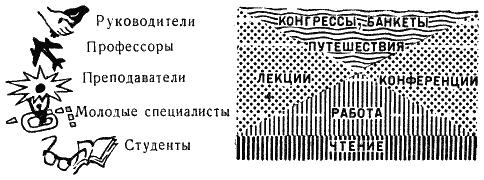 Руководители
Профессоры
Преподаватели
Молодые специалисты
Студенты
КОНГРЕССЫ, БАНКЕТЫ
ПУТЕШЕСТВИЯ
ЛЕКЦИИ
КОНФЕРЕНЦИИ
РАБОТА
ЧТЕНИЕ